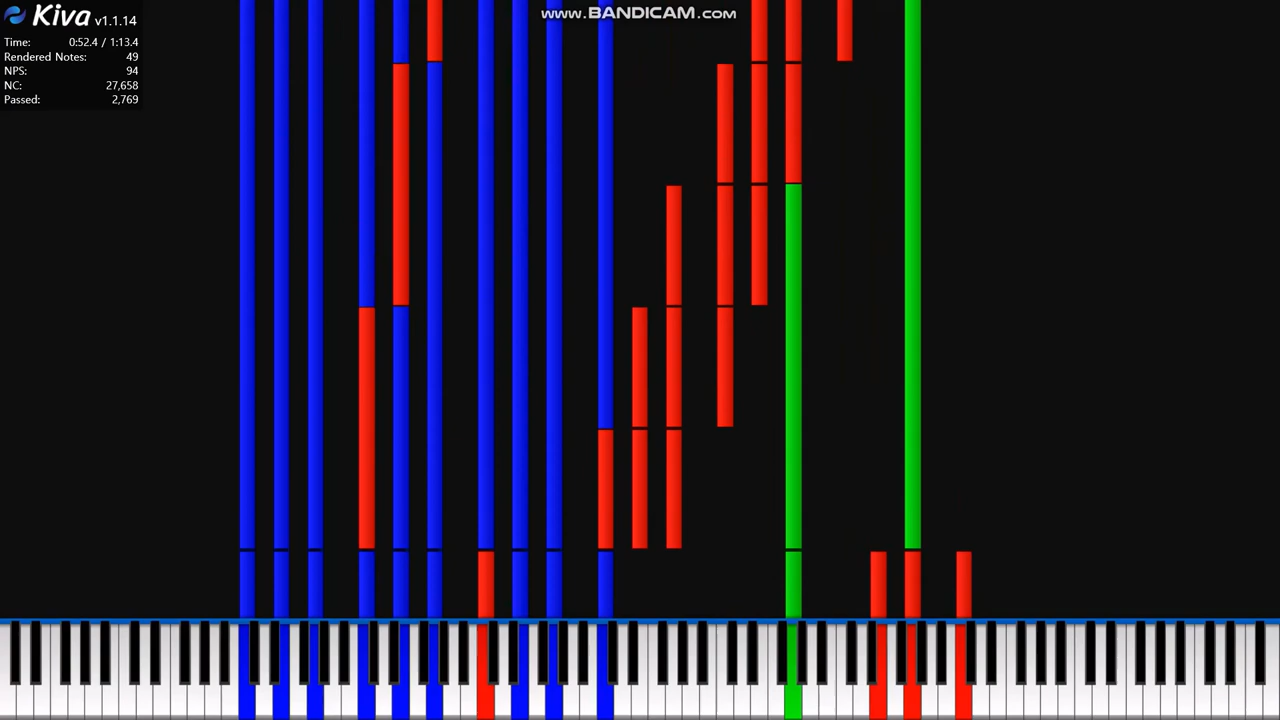 Kiva v1.1.14
www.BANDICAM.com
Time: 0:52.4 / 1:13.4
Rendered Notes: 49
NPS: 94
NC: 27,658
Passed: 2,769